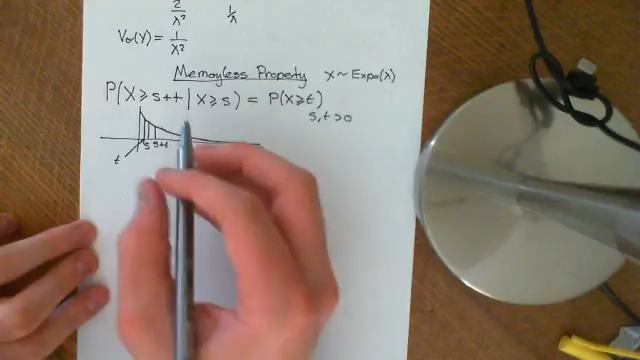 2/λ² 1/λ
Var(Y) = 1/λ²
Memoryless Property X ~ Expo(λ)
P(X ⩾ s+t | X ⩾ s) = P(X ⩾ t)
s, t > 0
t s s+t